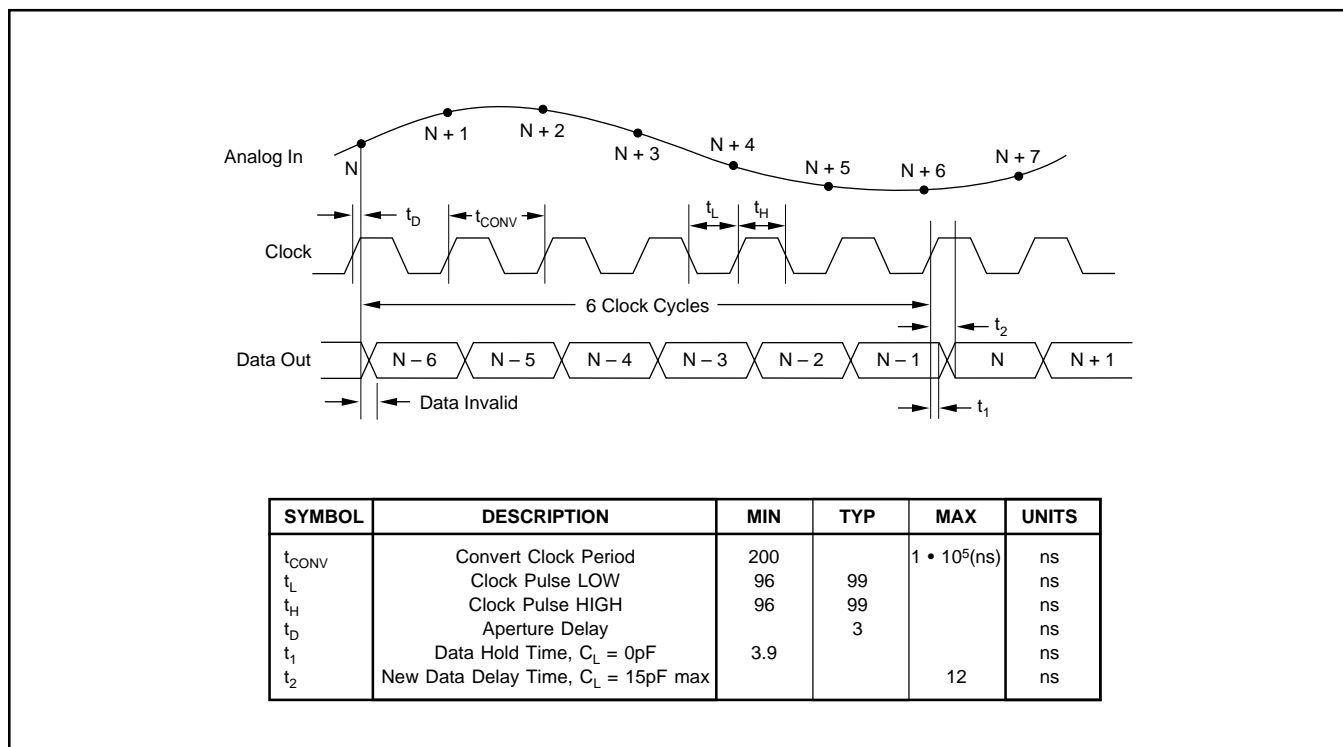 N + 1
N + 2
N + 3
N + 4
N + 5
N + 6
N + 7
Analog In
N
t_D
t_CONV
t_L
t_H
Clock
6 Clock Cycles
t_2
Data Out
N – 6
N – 5
N – 4
N – 3
N – 2
N – 1
N
N + 1
Data Invalid
t_1
SYMBOL DESCRIPTION MIN TYP MAX UNITS
t_CONV Convert Clock Period 200 1 • 10⁵(ns) ns
t_L Clock Pulse LOW 96 99 ns
t_H Clock Pulse HIGH 96 99 ns
t_D Aperture Delay 3 ns
t_1 Data Hold Time, C_L = 0pF 3.9 ns
t_2 New Data Delay Time, C_L = 15pF max 12 ns